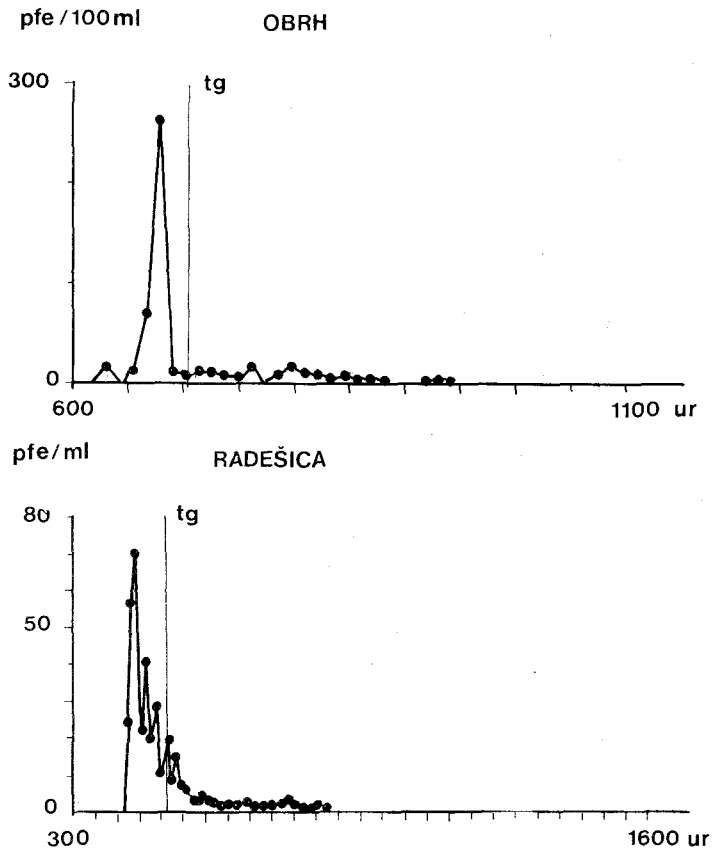 pfe / 100 ml OBRH
300 tg
0
600 1100 ur
pfe / ml RADEŠICA
80 tg
50
0
300 1600 ur